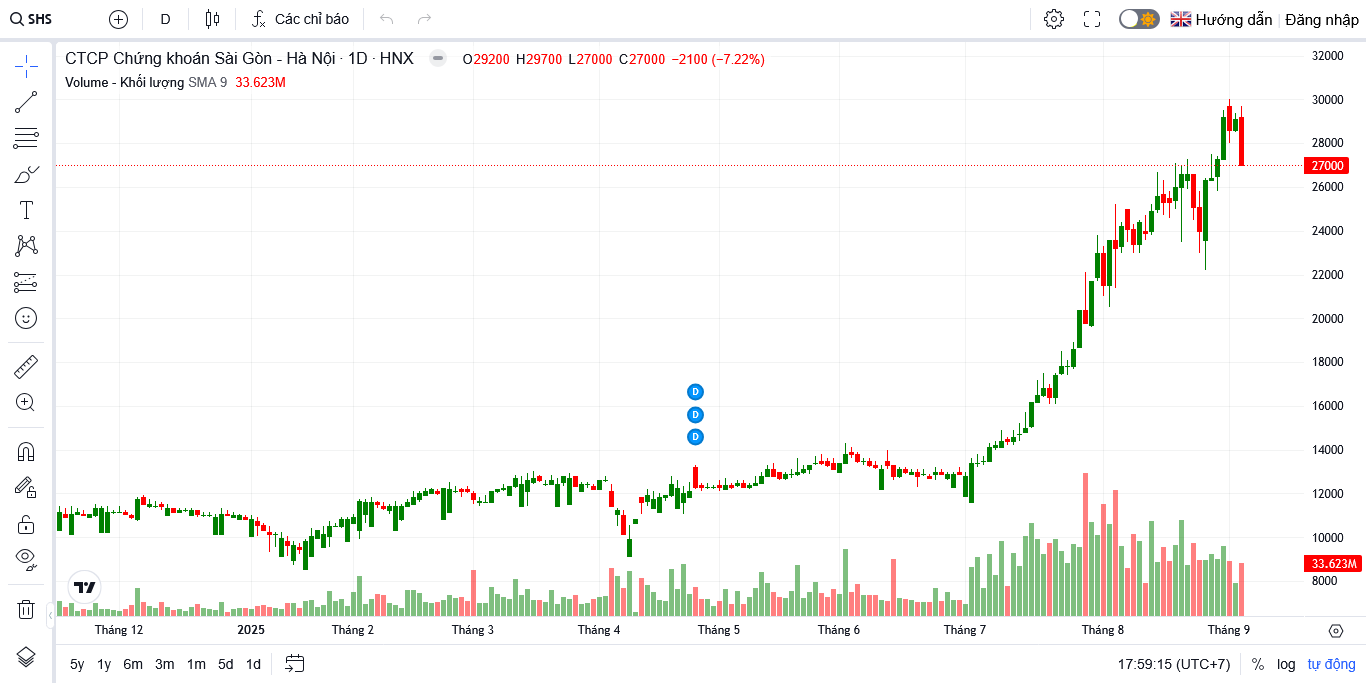 SHS D Các chỉ báo Hướng dẫn Đăng nhập
CTCP Chứng khoán Sài Gòn - Hà Nội · 1D · HNX O29200 H29700 L27000 C27000 −2100 (−7.22%)
Volume - Khối lượng SMA 9 33.623M
32000
30000
28000
27000
26000
24000
22000
20000
18000
16000
14000
12000
10000
33.623M
8000
D
D
D
Tháng 12 2025 Tháng 2 Tháng 3 Tháng 4 Tháng 5 Tháng 6 Tháng 7 Tháng 8 Tháng 9
5y 1y 6m 3m 1m 5d 1d 17:59:15 (UTC+7) % log tự động